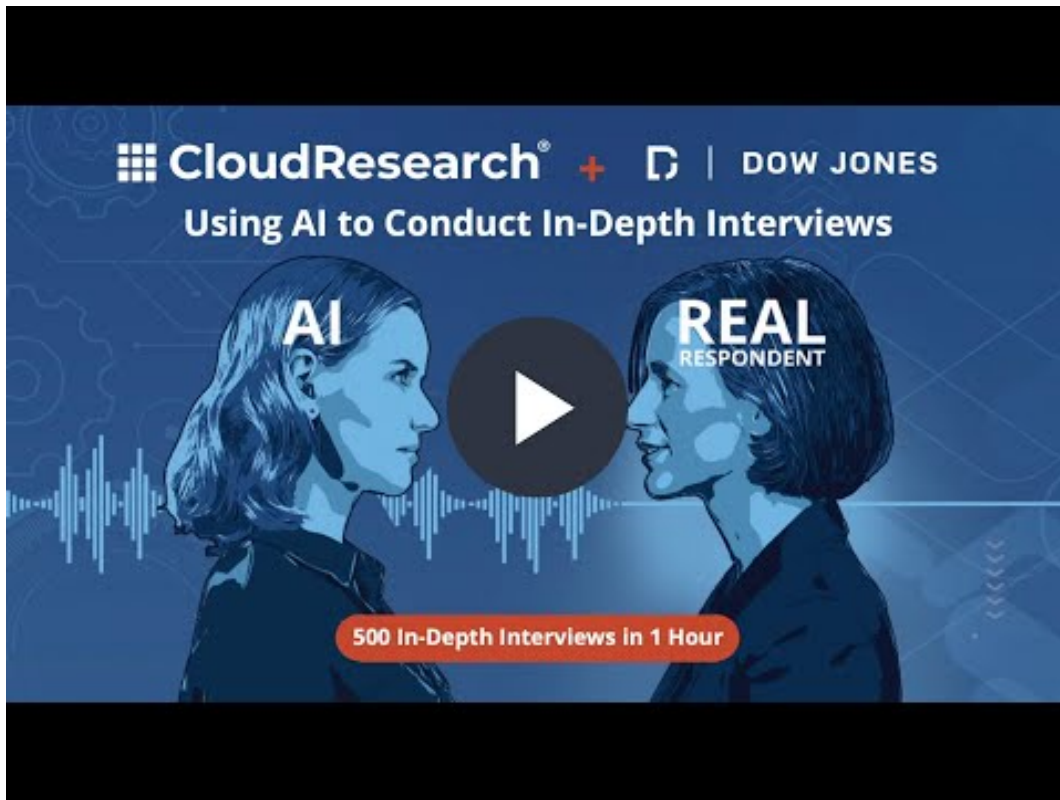 CloudResearch® + D | DOW JONES
Using AI to Conduct In-Depth Interviews
AI
REAL
RESPONDENT
500 In-Depth Interviews in 1 Hour